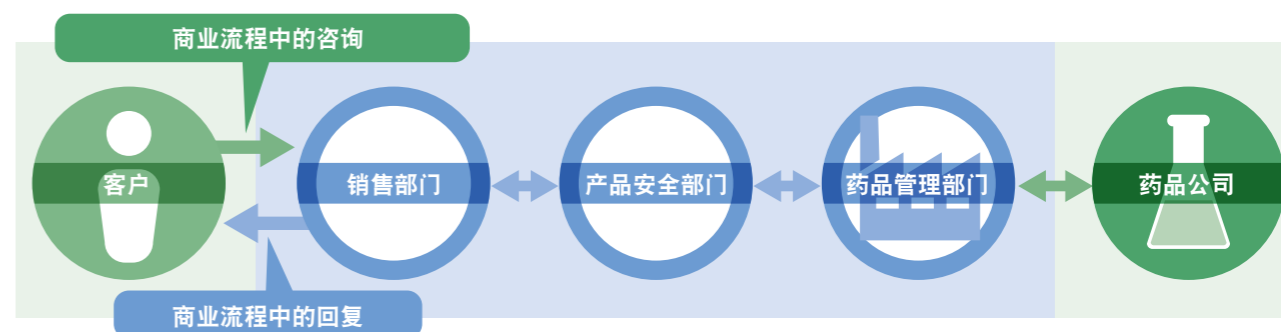 商业流程中的咨询
客户
销售部门
产品安全部门
药品管理部门
药品公司
商业流程中的回复